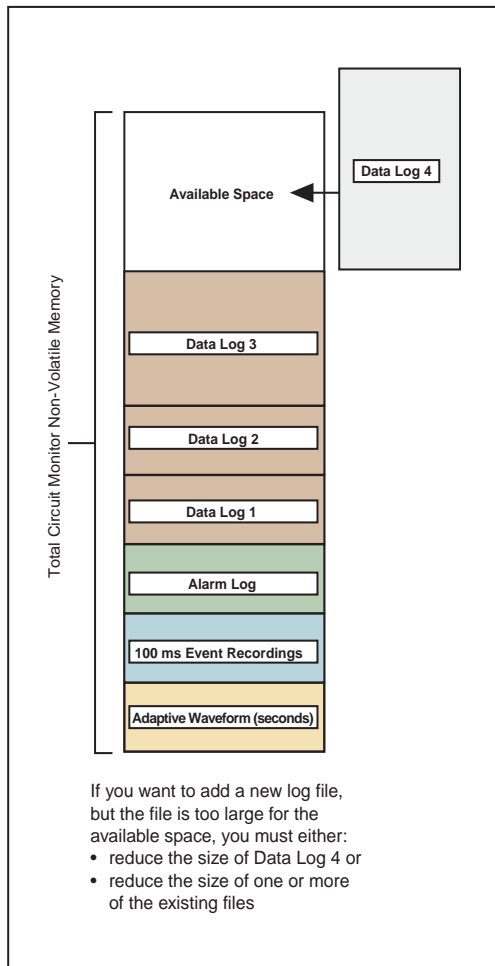 Data Log 4
Available Space
Total Circuit Monitor Non-Volatile Memory
Data Log 3
Data Log 2
Data Log 1
Alarm Log
100 ms Event Recordings
Adaptive Waveform (seconds)
If you want to add a new log file,
but the file is too large for the
available space, you must either:
• reduce the size of Data Log 4 or
• reduce the size of one or more
of the existing files